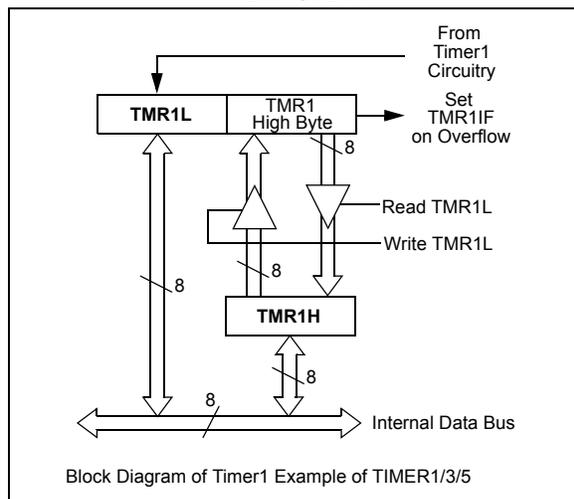 From
Timer1
Circuitry
TMR1L
TMR1
High Byte
Set
TMR1IF
on Overflow
8
Read TMR1L
Write TMR1L
8
8
TMR1H
8
8
Internal Data Bus
Block Diagram of Timer1 Example of TIMER1/3/5